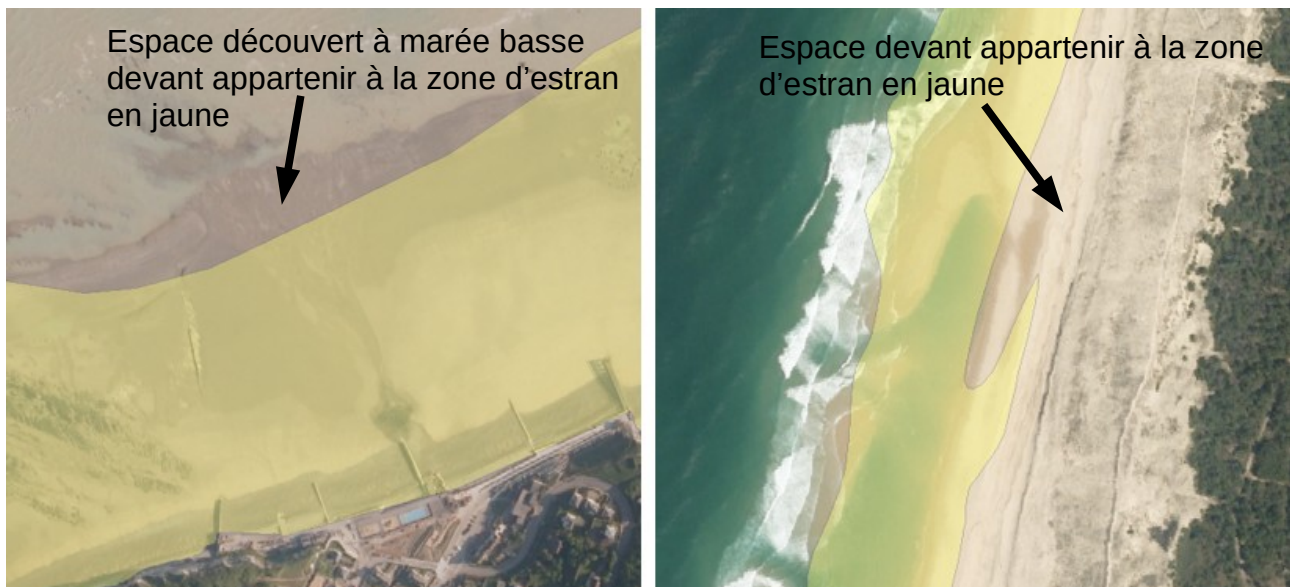 Espace découvert à marée basse
devant appartenir à la zone d'estran
en jaune
Espace devant appartenir à la zone
d'estran en jaune